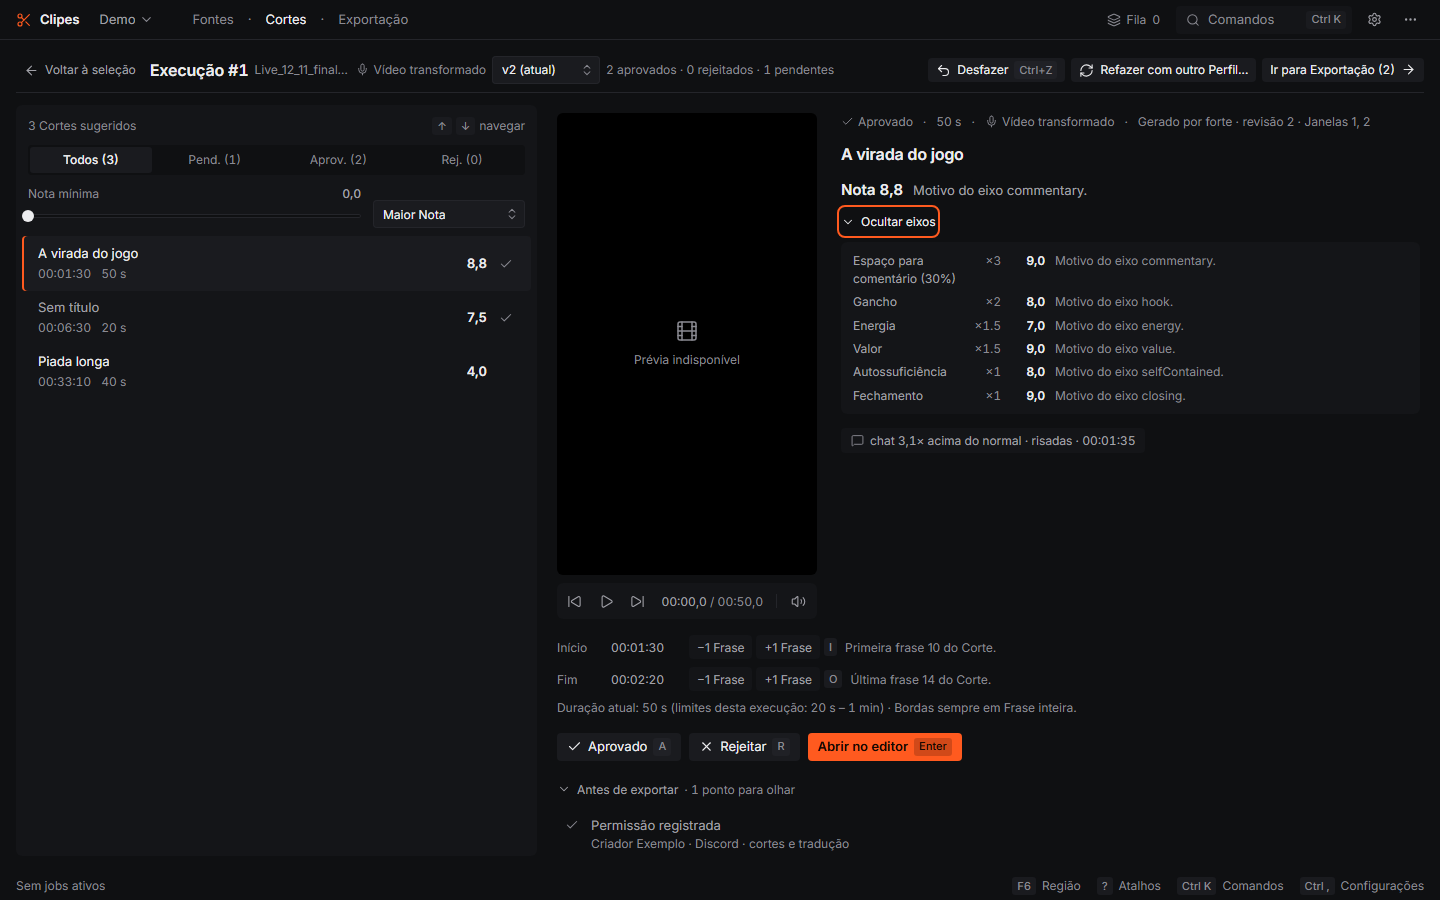 Clipes Demo Fontes · Cortes · Exportação Fila 0 Comandos Ctrl K
Voltar à seleção Execução #1 Live_12_11_final... Vídeo transformado v2 (atual) 2 aprovados · 0 rejeitados · 1 pendentes Desfazer Ctrl+Z Refazer com outro Perfil... Ir para Exportação (2)
3 Cortes sugeridos ↑ ↓ navegar
Todos (3) Pend. (1) Aprov. (2) Rej. (0)
Nota mínima 0,0
Maior Nota
A virada do jogo
00:01:30 50 s
8,8
Sem título
00:06:30 20 s
7,5
Piada longa
00:33:10 40 s
4,0
Prévia indisponível
00:00,0 / 00:50,0
Aprovado · 50 s · Vídeo transformado · Gerado por forte · revisão 2 · Janelas 1, 2
A virada do jogo
Nota 8,8 Motivo do eixo commentary.
Ocultar eixos
Espaço para comentário (30%) ×3 9,0 Motivo do eixo commentary.
Gancho ×2 8,0 Motivo do eixo hook.
Energia ×1.5 7,0 Motivo do eixo energy.
Valor ×1.5 9,0 Motivo do eixo value.
Autossuficiência ×1 8,0 Motivo do eixo selfContained.
Fechamento ×1 9,0 Motivo do eixo closing.
chat 3,1× acima do normal · risadas · 00:01:35
Início 00:01:30 −1 Frase +1 Frase I Primeira frase 10 do Corte.
Fim 00:02:20 −1 Frase +1 Frase O Última frase 14 do Corte.
Duração atual: 50 s (limites desta execução: 20 s – 1 min) · Bordas sempre em Frase inteira.
Aprovado A Rejeitar R Abrir no editor Enter
Antes de exportar · 1 ponto para olhar
Permissão registrada
Criador Exemplo · Discord · cortes e tradução
Sem jobs ativos F6 Região ? Atalhos Ctrl K Comandos Ctrl , Configurações